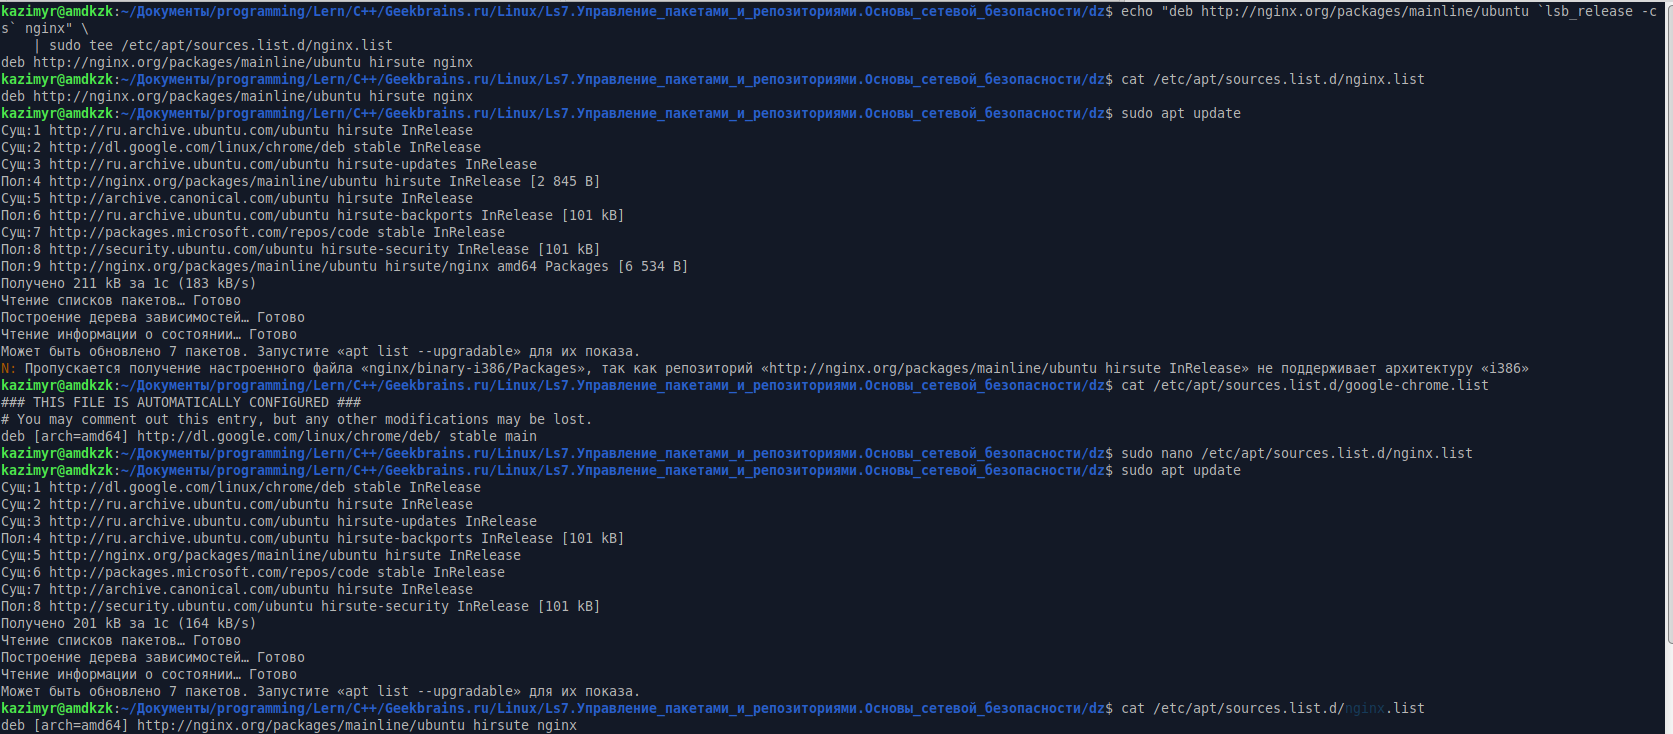 kazimyr@amdkzk:~/Документы/programming/Lern/C++/Geekbrains.ru/Linux/Ls7.Управление_пакетами_и_репозиториями.Основы_сетевой_безопасности/dz$ echo "deb http://nginx.org/packages/mainline/ubuntu `lsb_release -c
s` nginx" \
    | sudo tee /etc/apt/sources.list.d/nginx.list
deb http://nginx.org/packages/mainline/ubuntu hirsute nginx
kazimyr@amdkzk:~/Документы/programming/Lern/C++/Geekbrains.ru/Linux/Ls7.Управление_пакетами_и_репозиториями.Основы_сетевой_безопасности/dz$ cat /etc/apt/sources.list.d/nginx.list
deb http://nginx.org/packages/mainline/ubuntu hirsute nginx
kazimyr@amdkzk:~/Документы/programming/Lern/C++/Geekbrains.ru/Linux/Ls7.Управление_пакетами_и_репозиториями.Основы_сетевой_безопасности/dz$ sudo apt update
Сущ:1 http://ru.archive.ubuntu.com/ubuntu hirsute InRelease
Сущ:2 http://dl.google.com/linux/chrome/deb stable InRelease
Сущ:3 http://ru.archive.ubuntu.com/ubuntu hirsute-updates InRelease
Пол:4 http://nginx.org/packages/mainline/ubuntu hirsute InRelease [2 845 B]
Сущ:5 http://archive.canonical.com/ubuntu hirsute InRelease
Пол:6 http://ru.archive.ubuntu.com/ubuntu hirsute-backports InRelease [101 kB]
Сущ:7 http://packages.microsoft.com/repos/code stable InRelease
Пол:8 http://security.ubuntu.com/ubuntu hirsute-security InRelease [101 kB]
Пол:9 http://nginx.org/packages/mainline/ubuntu hirsute/nginx amd64 Packages [6 534 B]
Получено 211 kB за 1с (183 kB/s)
Чтение списков пакетов… Готово
Построение дерева зависимостей… Готово
Чтение информации о состоянии… Готово
Может быть обновлено 7 пакетов. Запустите «apt list --upgradable» для их показа.
N: Пропускается получение настроенного файла «nginx/binary-i386/Packages», так как репозиторий «http://nginx.org/packages/mainline/ubuntu hirsute InRelease» не поддерживает архитектуру «i386»
kazimyr@amdkzk:~/Документы/programming/Lern/C++/Geekbrains.ru/Linux/Ls7.Управление_пакетами_и_репозиториями.Основы_сетевой_безопасности/dz$ cat /etc/apt/sources.list.d/google-chrome.list
### THIS FILE IS AUTOMATICALLY CONFIGURED ###
# You may comment out this entry, but any other modifications may be lost.
deb [arch=amd64] http://dl.google.com/linux/chrome/deb/ stable main
kazimyr@amdkzk:~/Документы/programming/Lern/C++/Geekbrains.ru/Linux/Ls7.Управление_пакетами_и_репозиториями.Основы_сетевой_безопасности/dz$ sudo nano /etc/apt/sources.list.d/nginx.list
kazimyr@amdkzk:~/Документы/programming/Lern/C++/Geekbrains.ru/Linux/Ls7.Управление_пакетами_и_репозиториями.Основы_сетевой_безопасности/dz$ sudo apt update
Сущ:1 http://dl.google.com/linux/chrome/deb stable InRelease
Сущ:2 http://ru.archive.ubuntu.com/ubuntu hirsute InRelease
Сущ:3 http://ru.archive.ubuntu.com/ubuntu hirsute-updates InRelease
Пол:4 http://ru.archive.ubuntu.com/ubuntu hirsute-backports InRelease [101 kB]
Сущ:5 http://nginx.org/packages/mainline/ubuntu hirsute InRelease
Сущ:6 http://packages.microsoft.com/repos/code stable InRelease
Сущ:7 http://archive.canonical.com/ubuntu hirsute InRelease
Пол:8 http://security.ubuntu.com/ubuntu hirsute-security InRelease [101 kB]
Получено 201 kB за 1с (164 kB/s)
Чтение списков пакетов… Готово
Построение дерева зависимостей… Готово
Чтение информации о состоянии… Готово
Может быть обновлено 7 пакетов. Запустите «apt list --upgradable» для их показа.
kazimyr@amdkzk:~/Документы/programming/Lern/C++/Geekbrains.ru/Linux/Ls7.Управление_пакетами_и_репозиториями.Основы_сетевой_безопасности/dz$ cat /etc/apt/sources.list.d/nginx.list
deb [arch=amd64] http://nginx.org/packages/mainline/ubuntu hirsute nginx